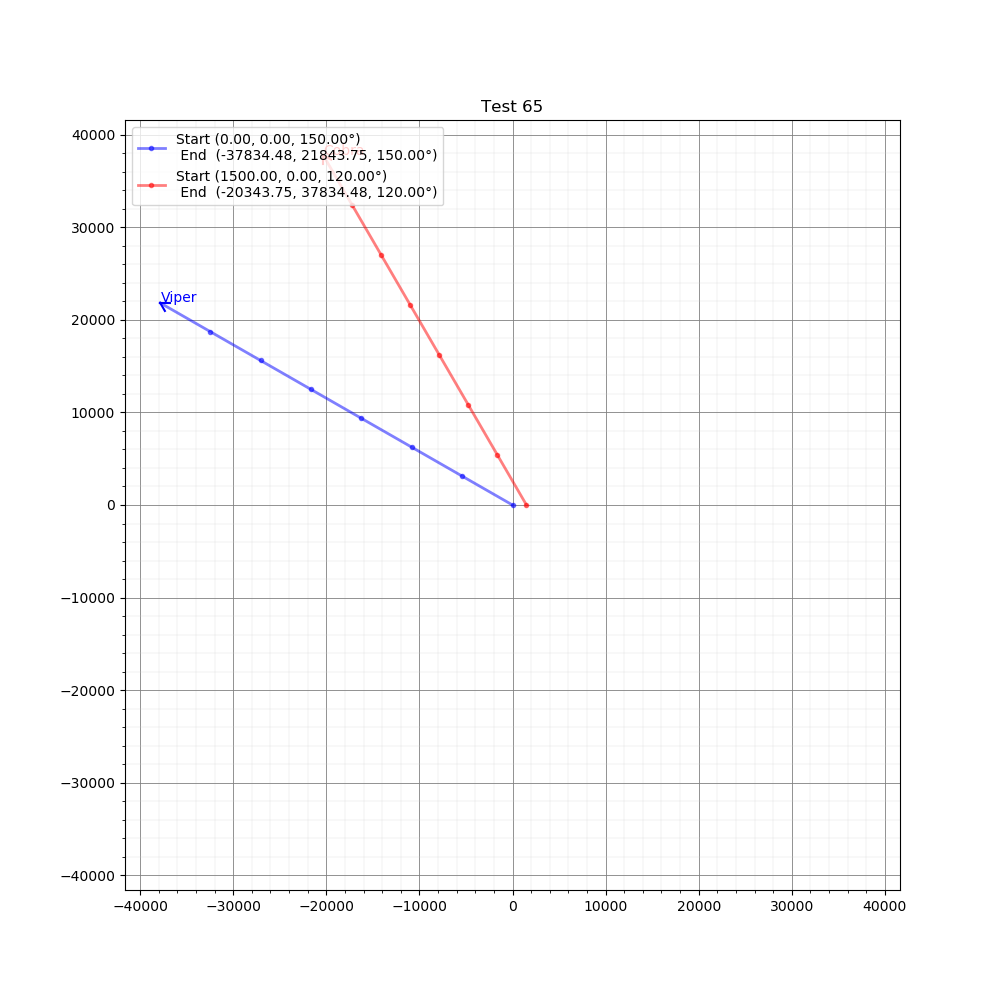 Test 65
Start (0.00, 0.00, 150.00°)
End (-37834.48, 21843.75, 150.00°)
Start (1500.00, 0.00, 120.00°)
End (-20343.75, 37834.48, 120.00°)
Viper
40000
30000
20000
10000
0
−10000
−20000
−30000
−40000
−40000 −30000 −20000 −10000 0 10000 20000 30000 40000